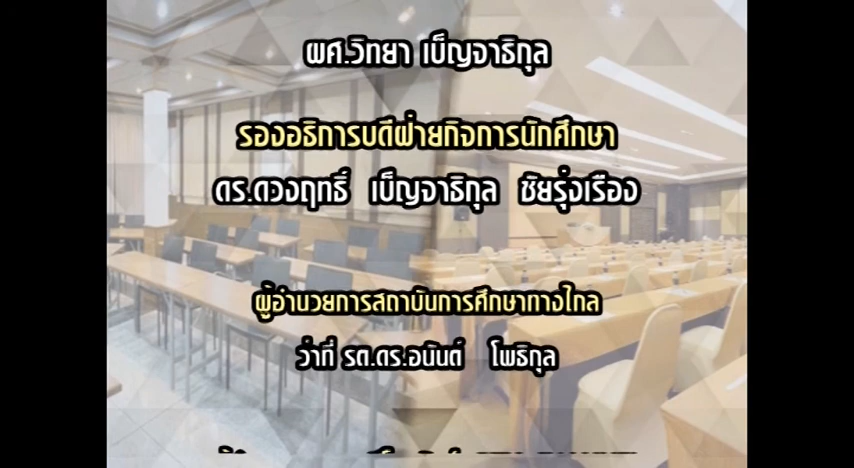 ผศ.วิทยา เบ็ญจาธิกุล
รองอธิการบดีฝ่ายกิจการนักศึกษา
ดร.ดวงฤทธิ์ เบ็ญจาธิกุล ชัยรุ่งเรือง
ผู้อำนวยการสถาบันการศึกษาทางไกล
ว่าที่ รต.ดร.อนันต์ โพธิกุล